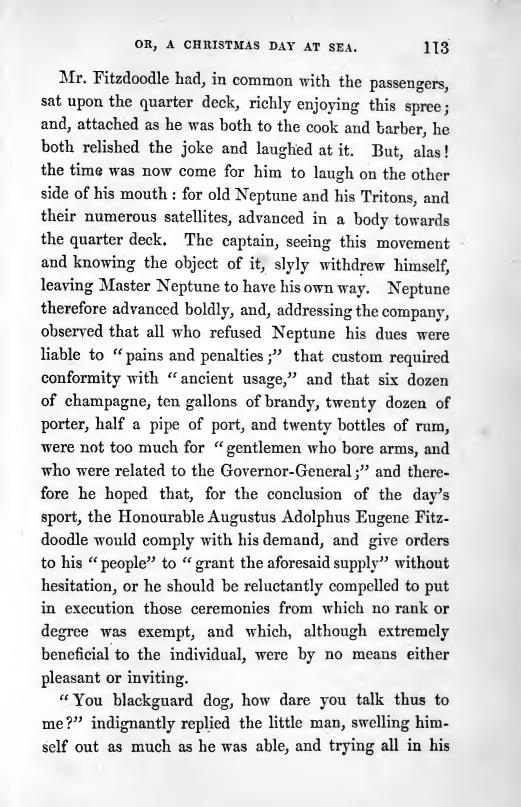 OR, A CHRISTMAS DAY AT SEA. 113
Mr. Fitzdoodle had, in common with the passengers,
sat upon the quarter deck, richly enjoying this spree;
and, attached as he was both to the cook and barber, he
both relished the joke and laughed at it. But, alas!
the time was now come for him to laugh on the other
side of his mouth: for old Neptune and his Tritons, and
their numerous satellites, advanced in a body towards
the quarter deck. The captain, seeing this movement
and knowing the object of it, slyly withdrew himself,
leaving Master Neptune to have his own way. Neptune
therefore advanced boldly, and, addressing the company,
observed that all who refused Neptune his dues were
liable to “pains and penalties;” that custom required
conformity with “ancient usage,” and that six dozen
of champagne, ten gallons of brandy, twenty dozen of
porter, half a pipe of port, and twenty bottles of rum,
were not too much for “gentlemen who bore arms, and
who were related to the Governor-General;” and there-
fore he hoped that, for the conclusion of the day’s
sport, the Honourable Augustus Adolphus Eugene Fitz-
doodle would comply with his demand, and give orders
to his “people” to “grant the aforesaid supply” without
hesitation, or he should be reluctantly compelled to put
in execution those ceremonies from which no rank or
degree was exempt, and which, although extremely
beneficial to the individual, were by no means either
pleasant or inviting.
“You blackguard dog, how dare you talk thus to
me?” indignantly replied the little man, swelling him-
self out as much as he was able, and trying all in his